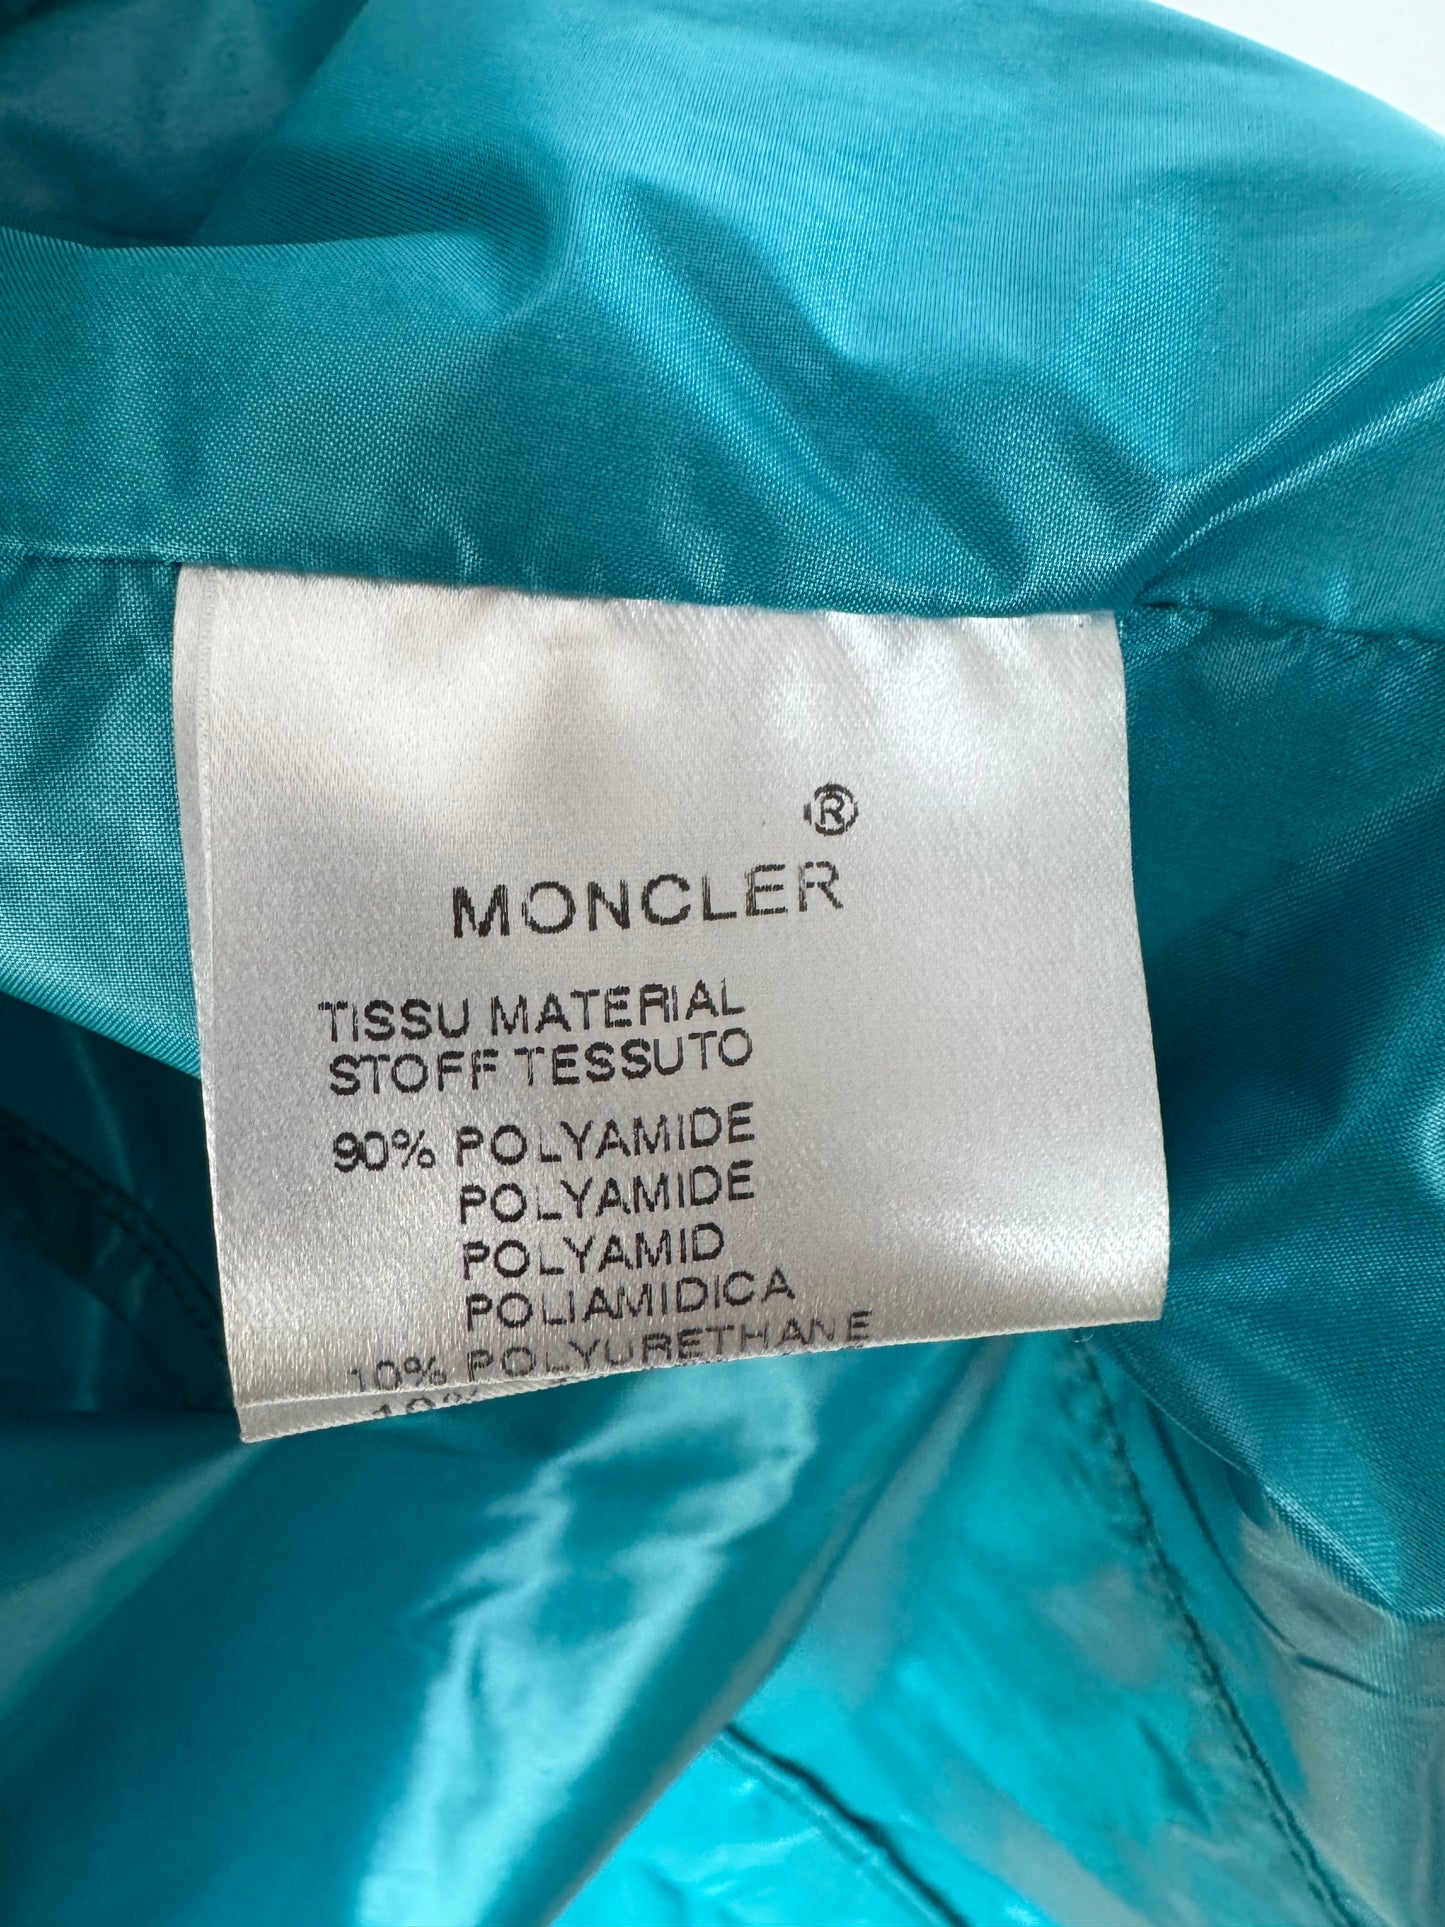 ®
MONCLER
TISSU MATERIAL
STOFF TESSUTO
90% POLYAMIDE
POLYAMIDE
POLYAMID
POLIAMIDICA
10% POLYURETHANE